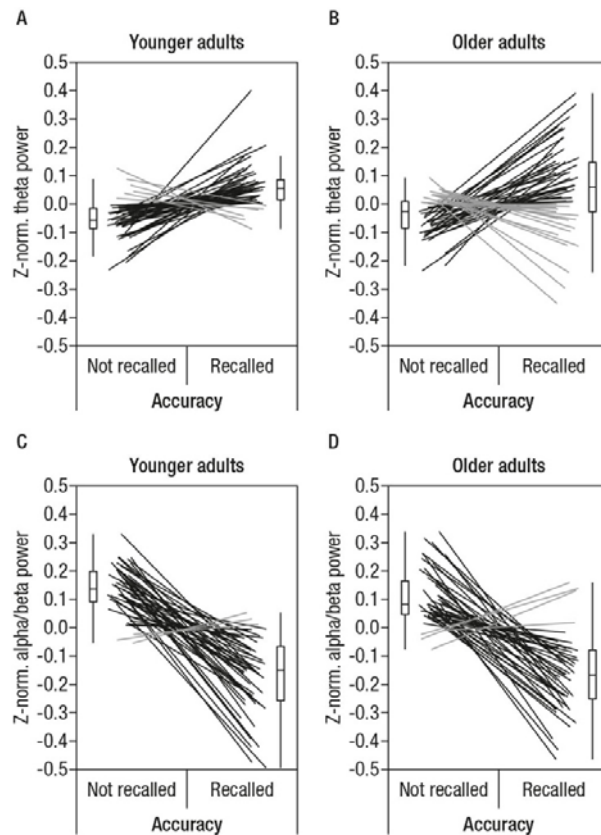 A
Younger adults
Z-norm. theta power
0.5
0.4
0.3
0.2
0.1
0.0
-0.1
-0.2
-0.3
-0.4
-0.5
Not recalled
Recalled
Accuracy
B
Older adults
Z-norm. theta power
0.5
0.4
0.3
0.2
0.1
0.0
-0.1
-0.2
-0.3
-0.4
-0.5
Not recalled
Recalled
Accuracy
C
Younger adults
Z-norm. alpha/beta power
0.5
0.4
0.3
0.2
0.1
0.0
-0.1
-0.2
-0.3
-0.4
-0.5
Not recalled
Recalled
Accuracy
D
Older adults
Z-norm. alpha/beta power
0.5
0.4
0.3
0.2
0.1
0.0
-0.1
-0.2
-0.3
-0.4
-0.5
Not recalled
Recalled
Accuracy